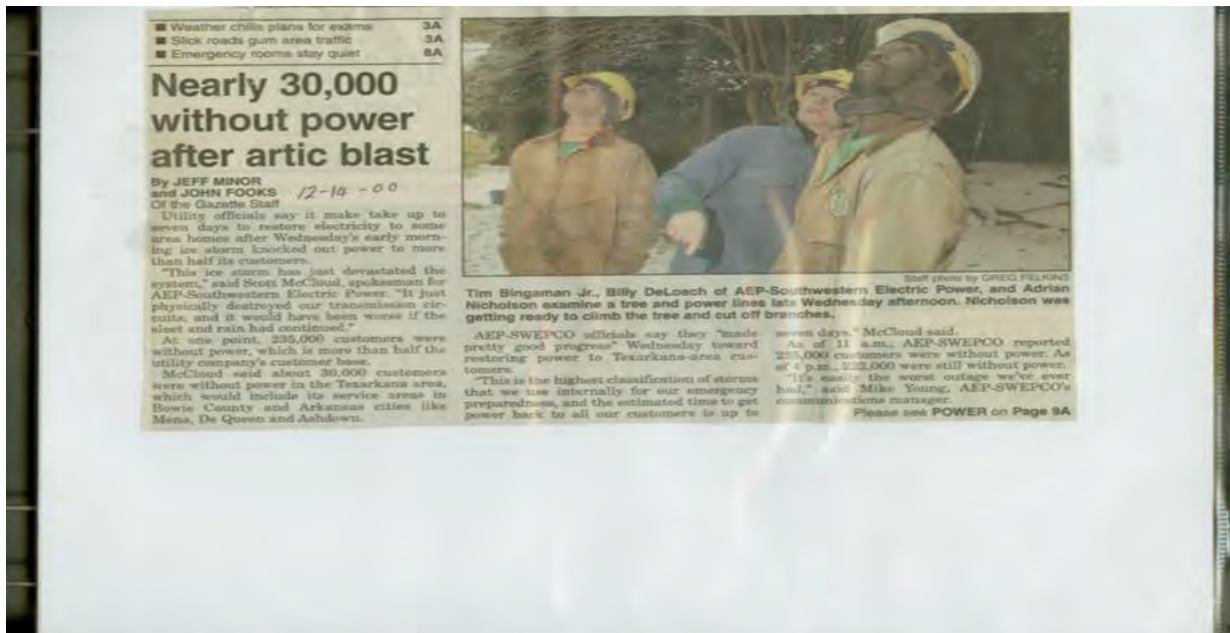 ■ Weather chills plans for exams 3A
■ Slick roads gum area traffic 3A
■ Emergency rooms stay quiet 8A
Nearly 30,000
without power
after artic blast
By JEFF MINOR
and JOHN FOOKS
12-14-00
Of the Gazette Staff
Utility officials say it make take up to
seven days to restore electricity to some
area homes after Wednesday's early morn-
ing ice storm knocked out power to more
than half its customers.
"This ice storm has just devastated the
system," said Scott McCloud, spokesman for
AEP-Southwestern Electric Power. "It just
physically destroyed our transmission cir-
cuits, and it would have been worse if the
sleet and rain had continued."
At one point, 235,000 customers were
without power, which is more than half the
utility company's customer base.
McCloud said about 30,000 customers
were without power in the Texarkana area,
which would include its service areas in
Bowie County and Arkansas cities like
Mena, De Queen and Ashdown.
Staff photo by GREG PELKINS
Tim Bingaman Jr., Billy DeLoach of AEP-Southwestern Electric Power, and Adrian
Nicholson examine a tree and power lines late Wednesday afternoon. Nicholson was
getting ready to climb the tree and cut off branches.
AEP-SWEPCO officials say they "made
pretty good progress" Wednesday toward
restoring power to Texarkana-area cus-
tomers.
"This is the highest classification of storms
that we use internally for our emergency
preparedness, and the estimated time to get
power back to all our customers is up to
seven days," McCloud said.
As of 11 a.m., AEP-SWEPCO reported
235,000 customers were without power. As
of 4 p.m., 222,000 were still without power.
"It's easily the worst outage we've ever
had," said Mike Young, AEP-SWEPCO's
communications manager.
Please see POWER on Page 9A